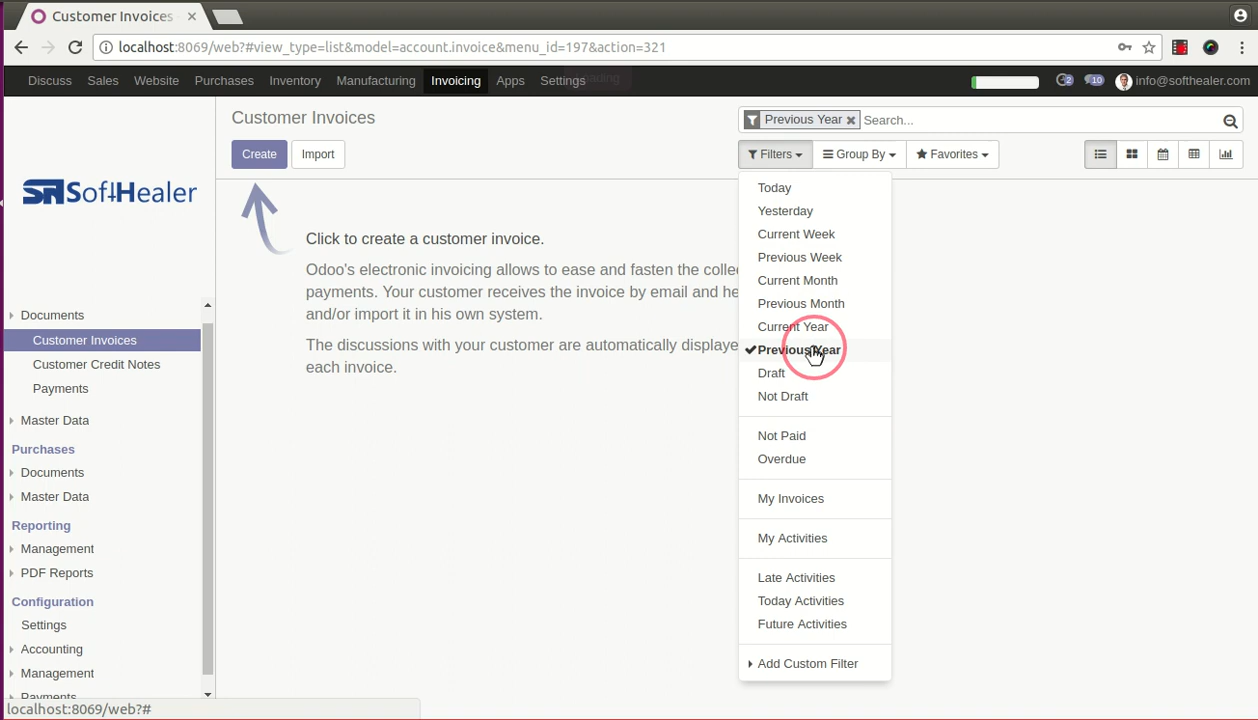 Customer Invoices
localhost:8069/web?#view_type=list&model=account.invoice&menu_id=197&action=321
Discuss Sales Website Purchases Inventory Manufacturing Invoicing Apps Settings
Loading
2 10 info@softhealer.com
SoftHealer
Customer Invoices
Previous Year Search...
Create Import
Filters Group By Favorites
Click to create a customer invoice.
Odoo's electronic invoicing allows to ease and fasten the
payments. Your customer receives the invoice by email and
and/or import it in his own system.
The discussions with your customer are automatically
each invoice.
Today
Yesterday
Current Week
Previous Week
Current Month
Previous Month
Current Year
Previous Year
Draft
Not Draft
Not Paid
Overdue
My Invoices
My Activities
Late Activities
Today Activities
Future Activities
Add Custom Filter
Documents
Customer Invoices
Customer Credit Notes
Payments
Master Data
Purchases
Documents
Master Data
Reporting
Management
PDF Reports
Configuration
Settings
Accounting
Management
Payments
localhost:8069/web?#